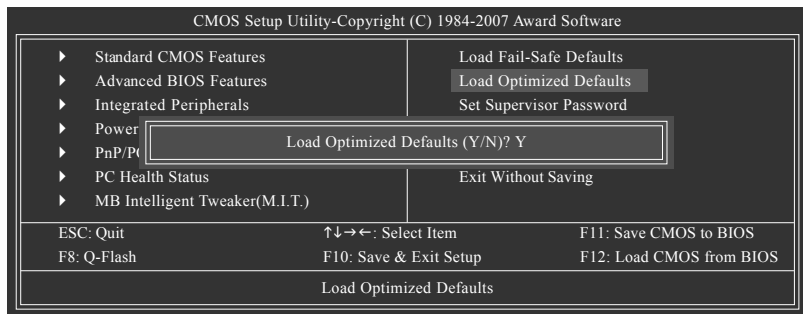 CMOS Setup Utility-Copyright (C) 1984-2007 Award Software
Standard CMOS Features
Advanced BIOS Features
Integrated Peripherals
Power
PnP/PC
PC Health Status
MB Intelligent Tweaker(M.I.T.)
Load Fail-Safe Defaults
Load Optimized Defaults
Set Supervisor Password
Exit Without Saving
Load Optimized Defaults (Y/N)? Y
ESC: Quit ↑↓→←: Select Item F11: Save CMOS to BIOS
F8: Q-Flash F10: Save & Exit Setup F12: Load CMOS from BIOS
Load Optimized Defaults